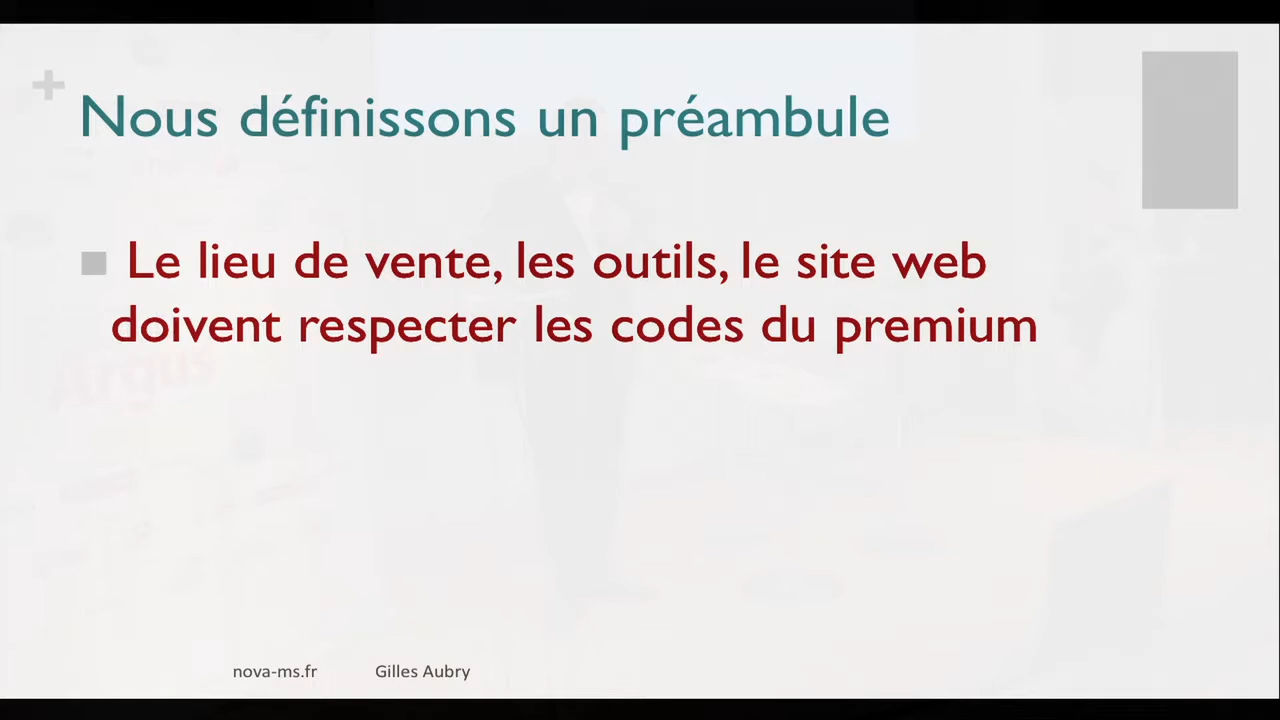 Nous définissons un préambule
Le lieu de vente, les outils, le site web
doivent respecter les codes du premium
Argus
nova-ms.fr Gilles Aubry